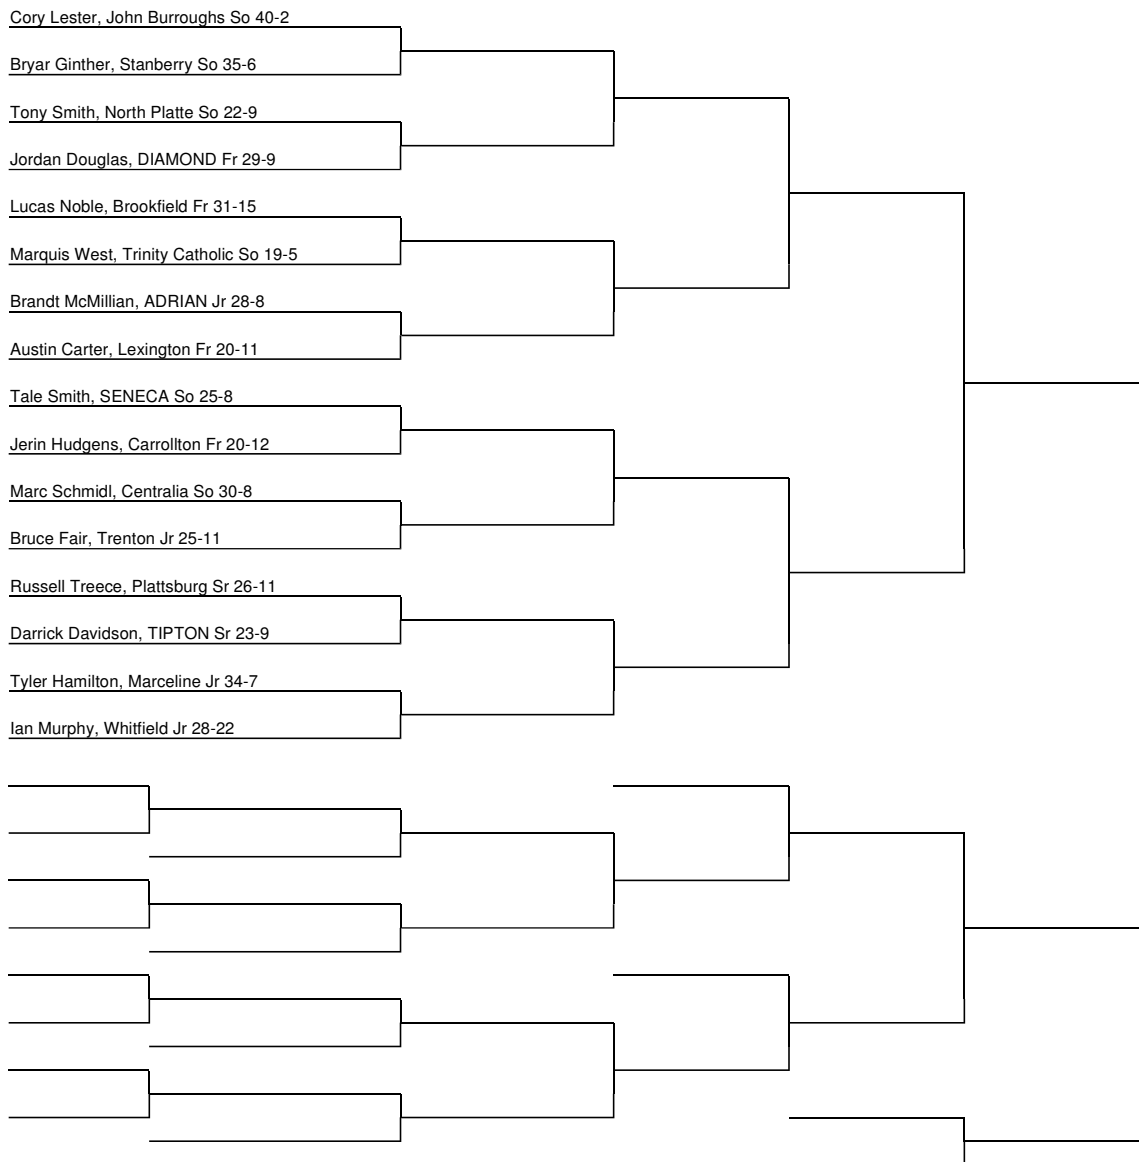 Cory Lester, John Burroughs So 40-2
Bryar Ginther, Stanberry So 35-6
Tony Smith, North Platte So 22-9
Jordan Douglas, DIAMOND Fr 29-9
Lucas Noble, Brookfield Fr 31-15
Marquis West, Trinity Catholic So 19-5
Brandt McMillian, ADRIAN Jr 28-8
Austin Carter, Lexington Fr 20-11
Tale Smith, SENECA So 25-8
Jerin Hudgens, Carrollton Fr 20-12
Marc Schmidl, Centralia So 30-8
Bruce Fair, Trenton Jr 25-11
Russell Treece, Plattsburg Sr 26-11
Darrick Davidson, TIPTON Sr 23-9
Tyler Hamilton, Marceline Jr 34-7
Ian Murphy, Whitfield Jr 28-22